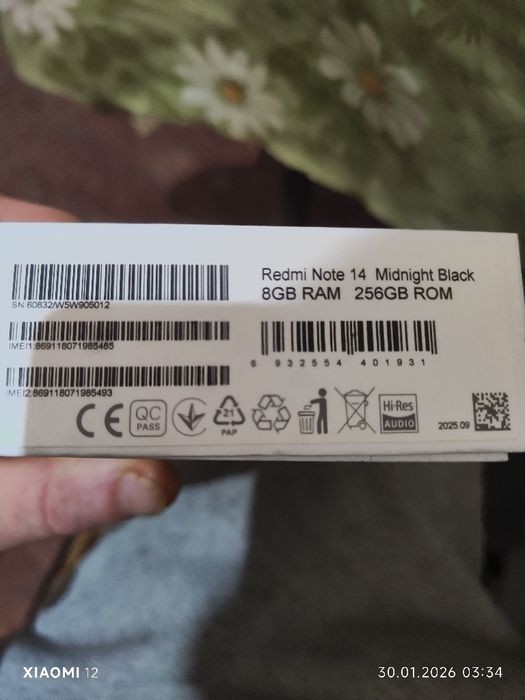 SN 60832/W5W905012
IMEI1:869118071985485
IMEI2:869118071985493
Redmi Note 14 Midnight Black
8GB RAM 256GB ROM
6 932554 401931
CE
QC
PASS
21
PAP
Hi-Res
AUDIO
2025.09
XIAOMI 12
30.01.2026 03:34